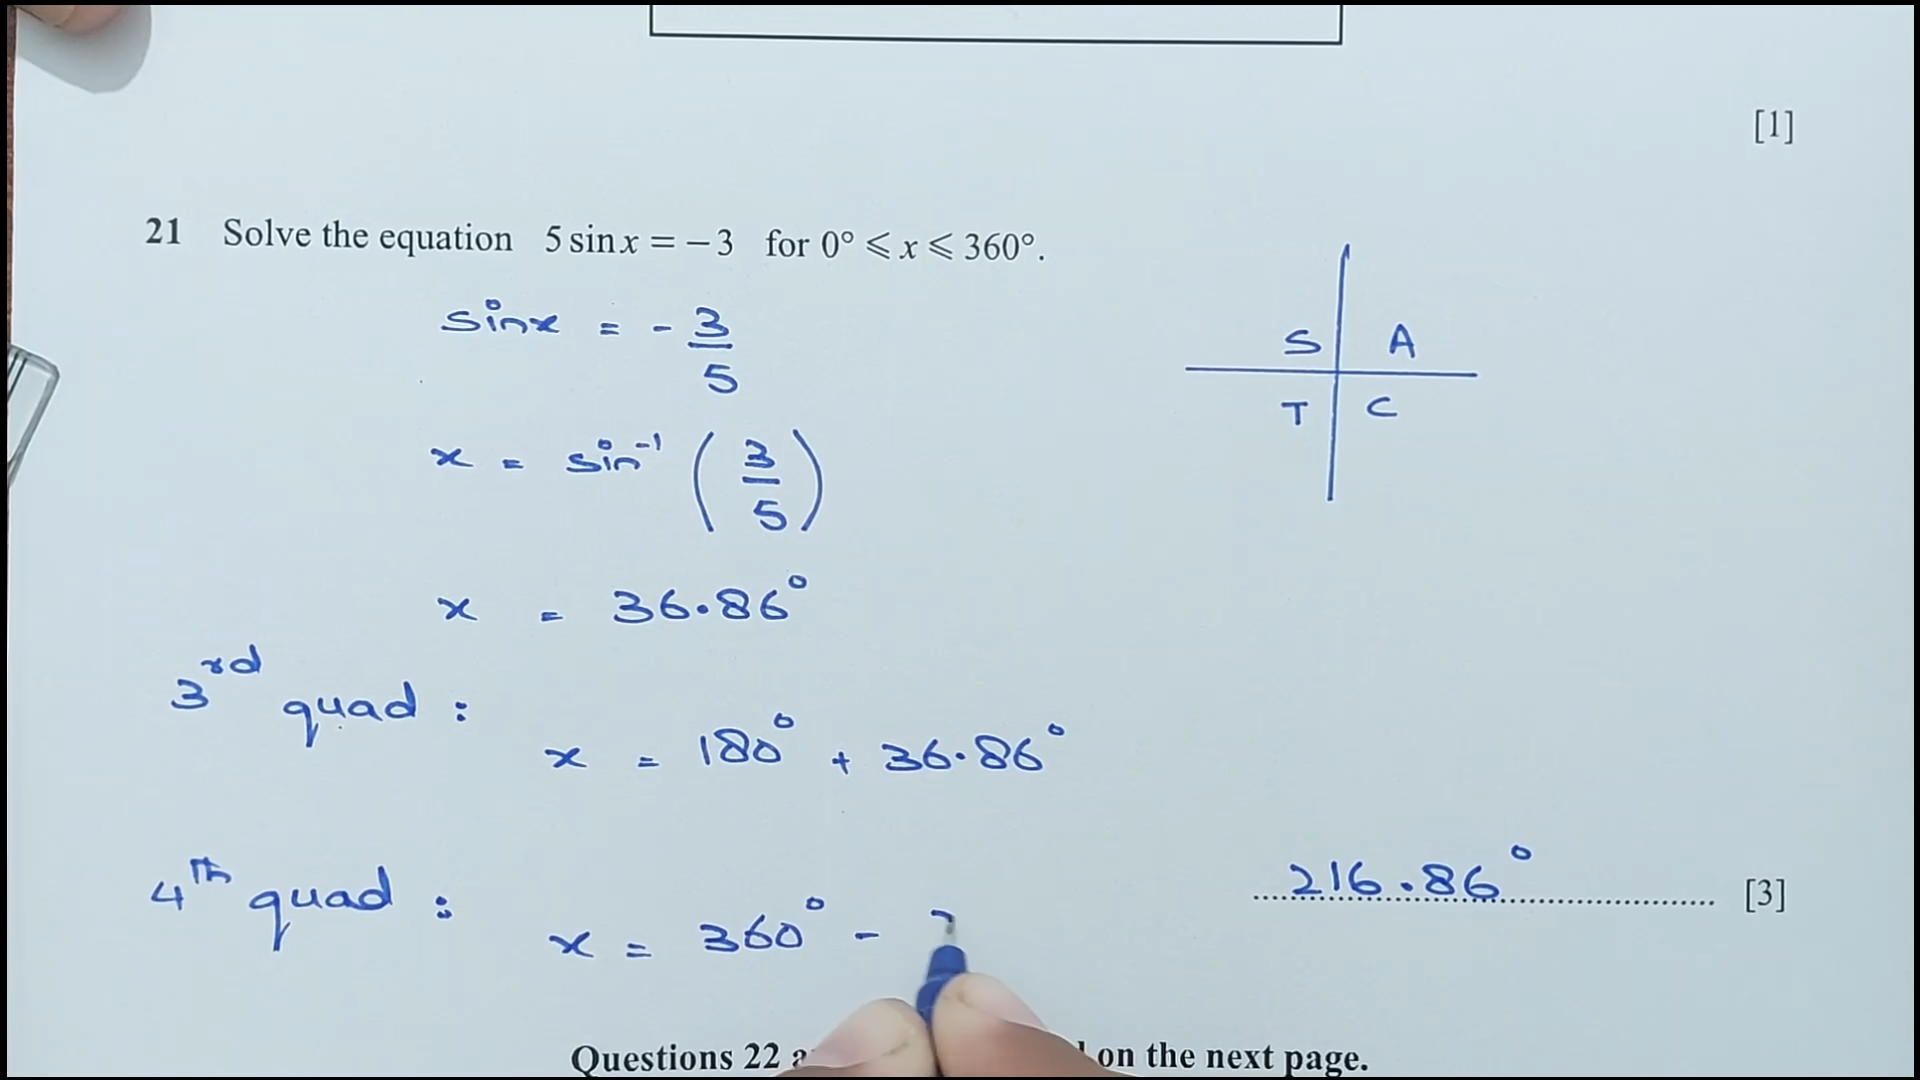 [1]
21 Solve the equation 5 sin x = −3 for 0° ⩽ x ⩽ 360°.
sinx = - 3/5
S A
T C
x = sin⁻¹ (3/5)
x = 36.86°
3rd quad :
x = 180° + 36.86°
216.86° [3]
4th quad :
x = 360° -
Questions 22 on the next page.